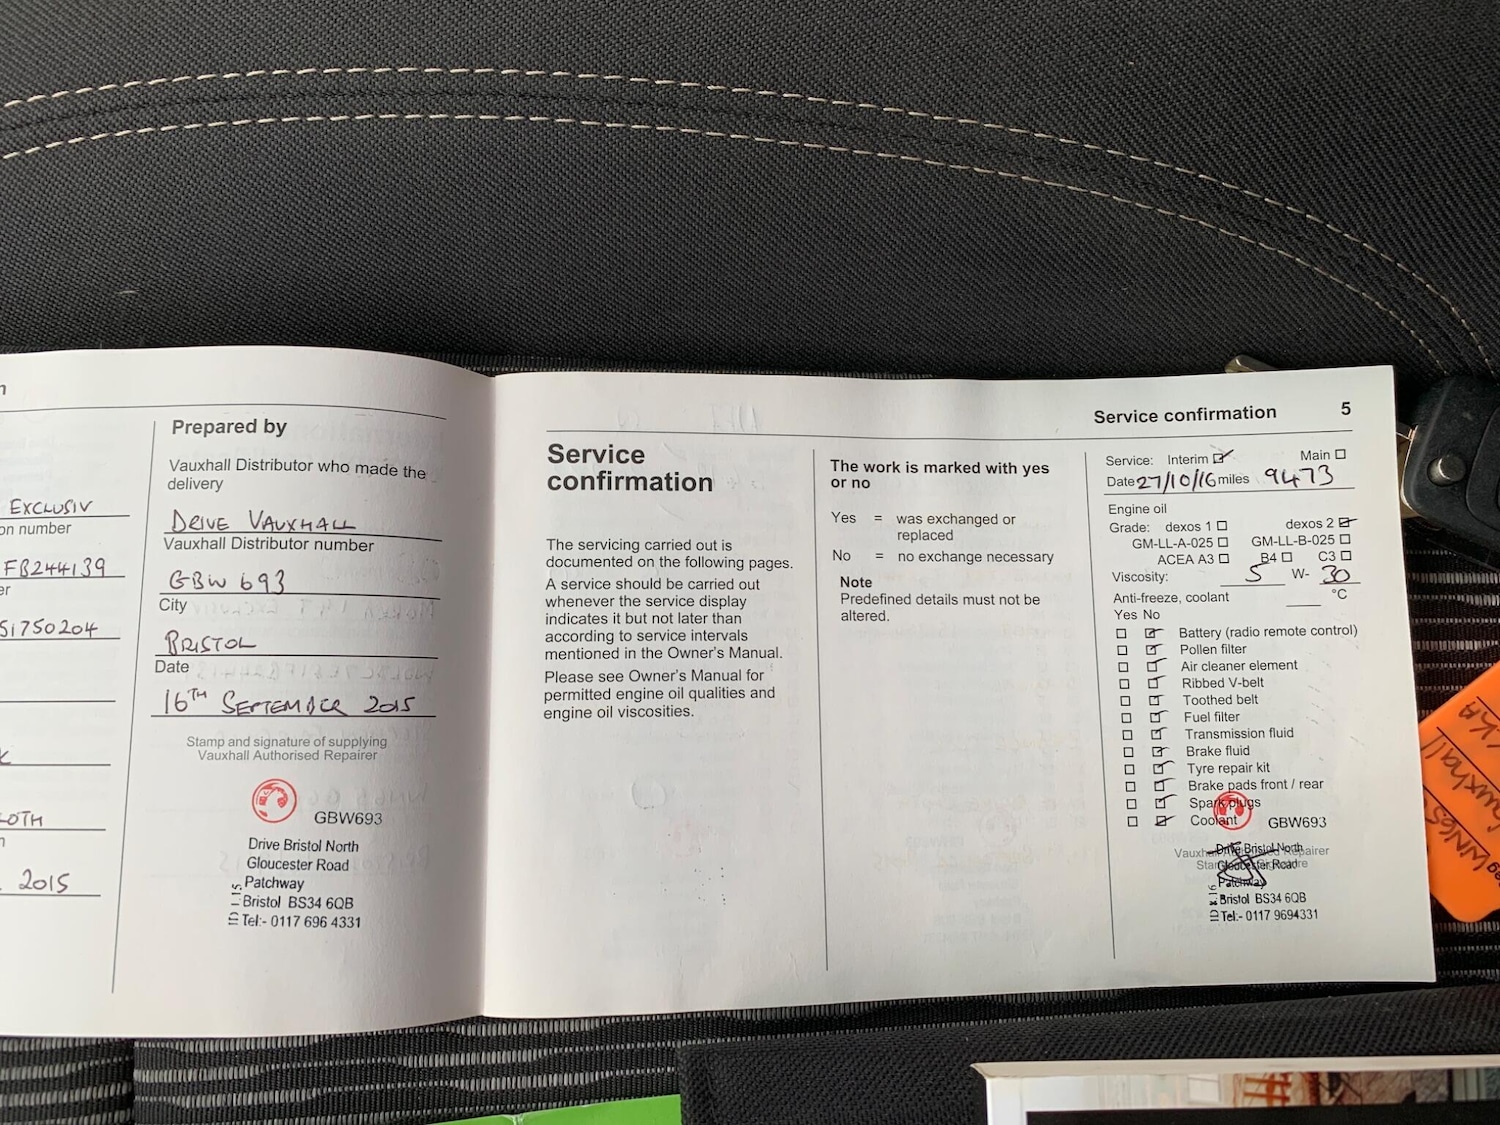 EXCLUSIV
on number
FB244139
er
51750204
LOTH
2015
Prepared by
Vauxhall Distributor who made the
delivery
DRIVE VAUXHALL
Vauxhall Distributor number
GBW 693
City
BRISTOL
Date
16TH SEPTEMBER 2015
Stamp and signature of supplying
Vauxhall Authorised Repairer
GBW693
Drive Bristol North
Gloucester Road
Patchway
Bristol BS34 6QB
Tel:- 0117 696 4331
Service confirmation 5
Service
confirmation
The servicing carried out is
documented on the following pages.
A service should be carried out
whenever the service display
indicates it but not later than
according to service intervals
mentioned in the Owner's Manual.
Please see Owner's Manual for
permitted engine oil qualities and
engine oil viscosities.
The work is marked with yes
or no
Yes = was exchanged or
replaced
No = no exchange necessary
Note
Predefined details must not be
altered.
Service: Interim Main
Date 27/10/16 miles 9473
Engine oil
Grade: dexos 1 dexos 2
GM-LL-A-025 GM-LL-B-025
ACEA A3 B4 C3
Viscosity: 5 W- 30
Anti-freeze, coolant °C
Yes No
Battery (radio remote control)
Pollen filter
Air cleaner element
Ribbed V-belt
Toothed belt
Fuel filter
Transmission fluid
Brake fluid
Tyre repair kit
Brake pads front / rear
Spark plugs
Coolant
GBW693
Drive Bristol North
Gloucester Road
Patchway
Bristol BS34 6QB
Tel:- 0117 9694331